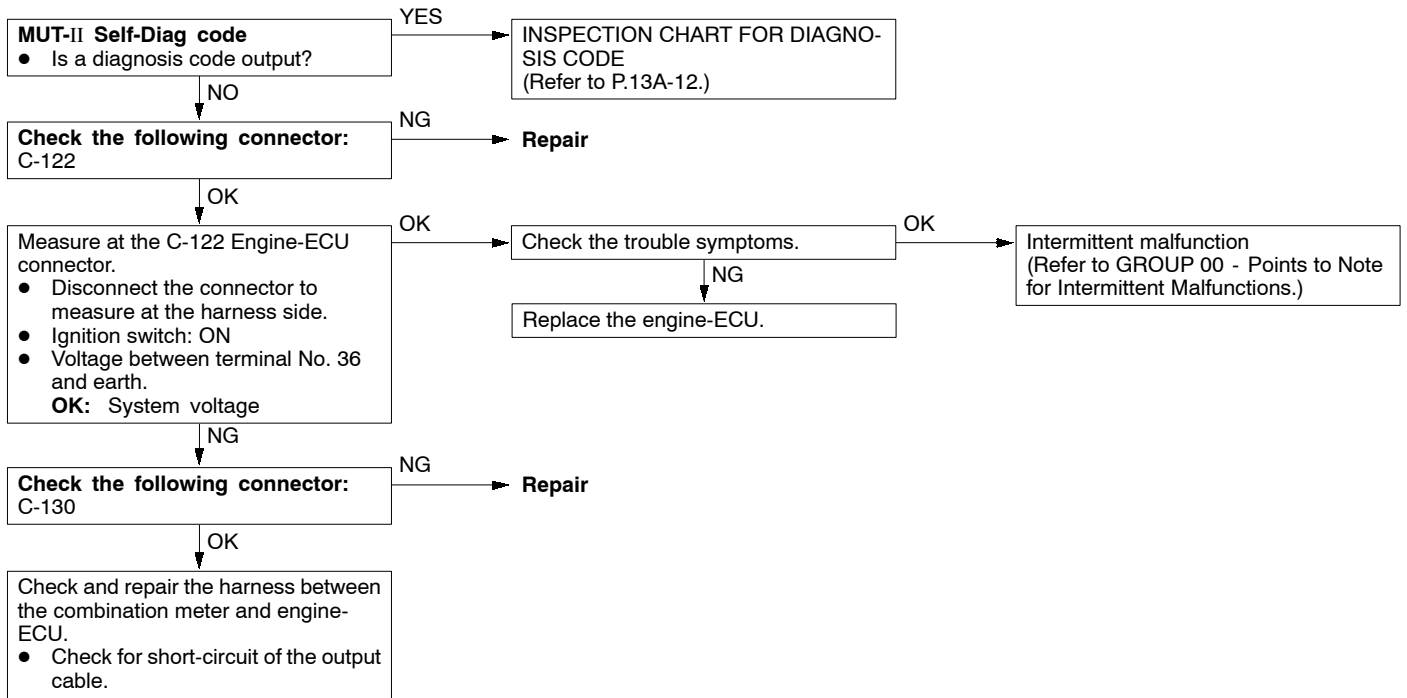 MUT-II Self-Diag code
● Is a diagnosis code output?
YES
INSPECTION CHART FOR DIAGNO-
SIS CODE
(Refer to P.13A-12.)
NO
Check the following connector:
C-122
NG
Repair
OK
Measure at the C-122 Engine-ECU
connector.
● Disconnect the connector to
measure at the harness side.
● Ignition switch: ON
● Voltage between terminal No. 36
and earth.
OK: System voltage
OK
Check the trouble symptoms.
OK
Intermittent malfunction
(Refer to GROUP 00 - Points to Note
for Intermittent Malfunctions.)
NG
Replace the engine-ECU.
NG
Check the following connector:
C-130
NG
Repair
OK
Check and repair the harness between
the combination meter and engine-
ECU.
● Check for short-circuit of the output
cable.